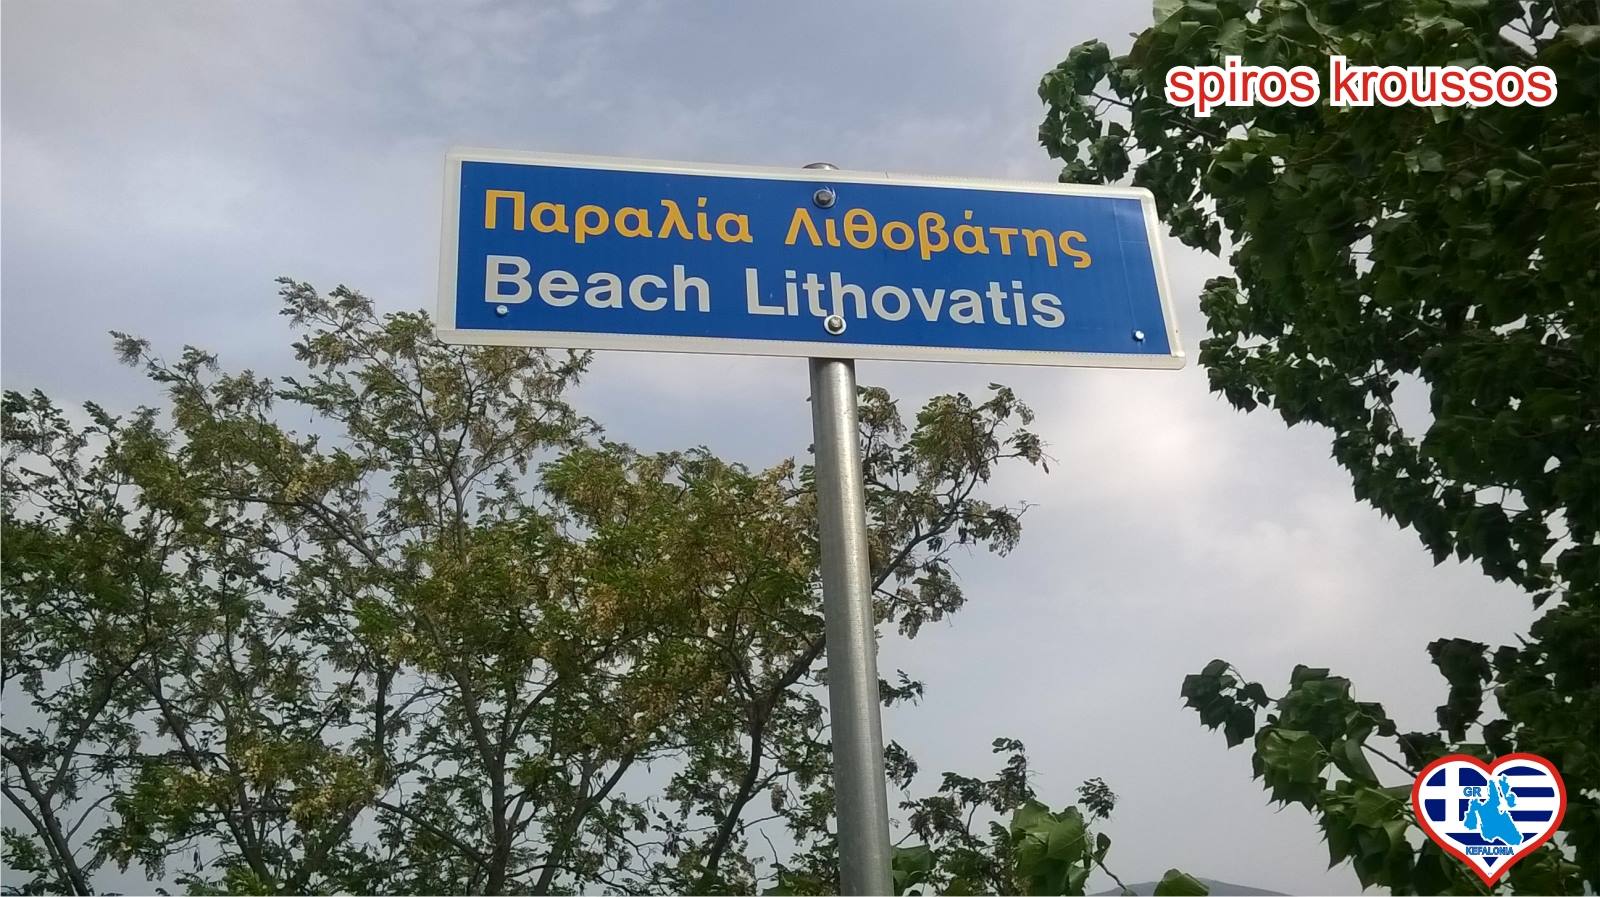 spiros kroussos
Παραλία Λιθοβάτης
Beach Lithovatis
GR
KEFALONIA